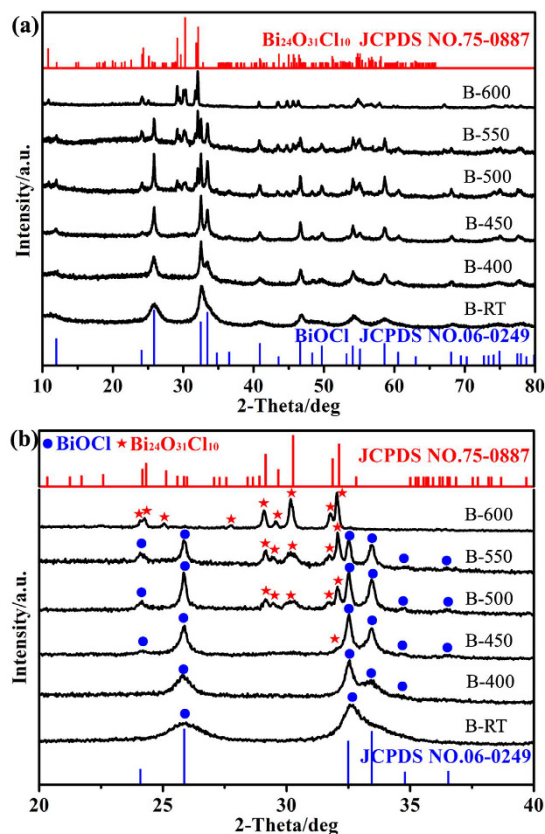 (a)
Bi₂₄O₃₁Cl₁₀ JCPDS NO.75-0887
B-600
B-550
B-500
B-450
B-400
B-RT
BiOCl JCPDS NO.06-0249
Intensity/a.u.
10 20 30 40 50 60 70 80
2-Theta/deg
(b)
BiOCl Bi₂₄O₃₁Cl₁₀
JCPDS NO.75-0887
B-600
B-550
B-500
B-450
B-400
B-RT
JCPDS NO.06-0249
Intensity/a.u.
20 25 30 35 40
2-Theta/deg